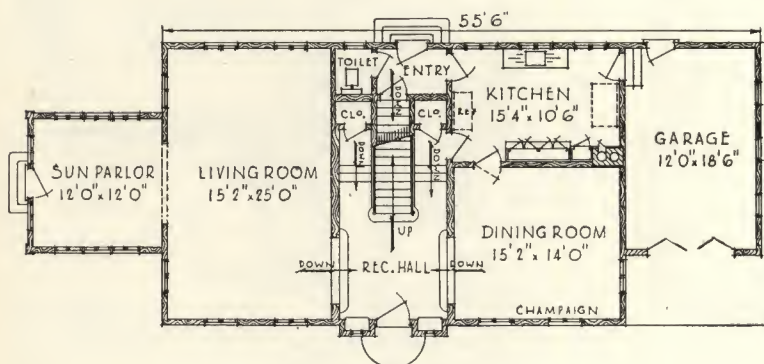 55'6"
TOILET
ENTRY
DOWN
KITCHEN
15'4" x 10'6"
REF.
CLO.
CLO.
GARAGE
12'0" x 18'6"
SUN PARLOR
12'0" x 12'0"
LIVING ROOM
15'2" x 25'0"
DOWN
DOWN
UP
DINING ROOM
15'2" x 14'0"
DOWN
REC. HALL
DOWN
CHAMPAIGN